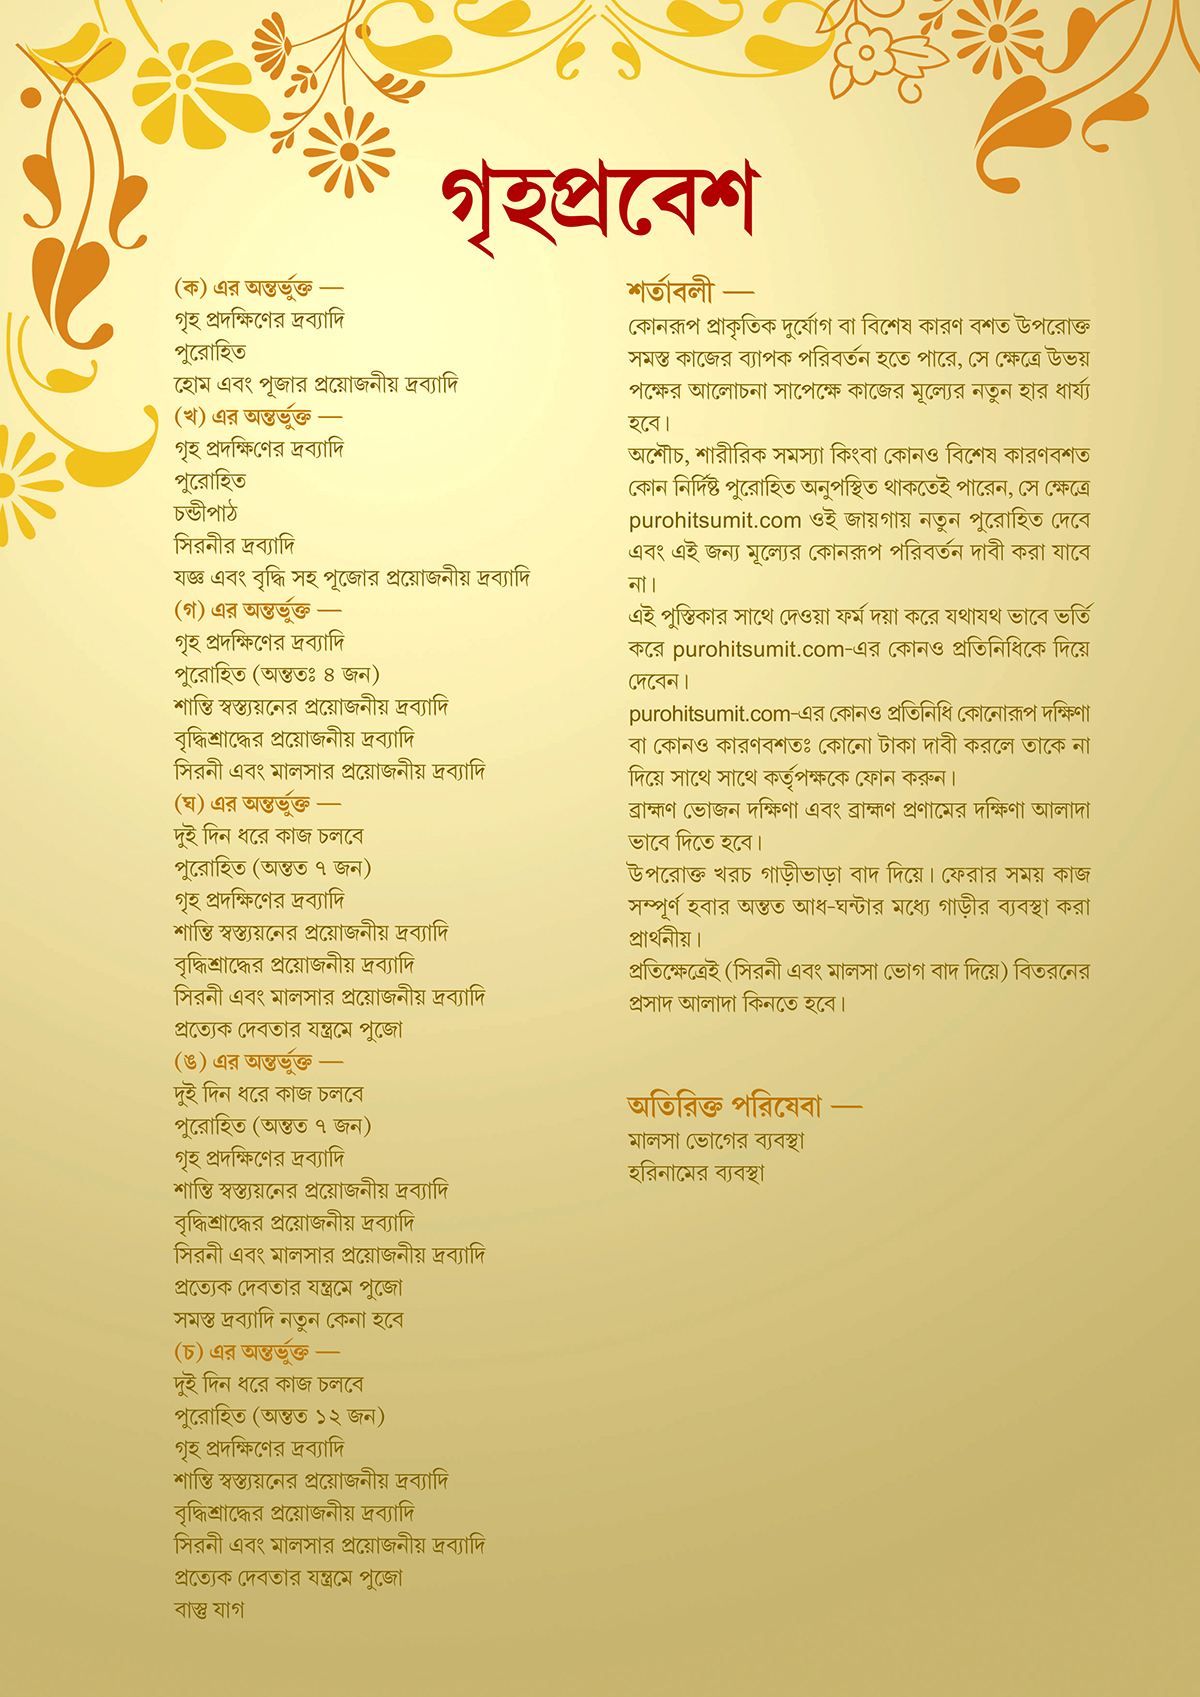 গৃহপ্রবেশ
(ক) এর অন্তর্ভুক্ত —
গৃহ প্রদক্ষিণের দ্রব্যাদি
পুরোহিত
হোম এবং পূজার প্রয়োজনীয় দ্রব্যাদি
(খ) এর অন্তর্ভুক্ত —
গৃহ প্রদক্ষিণের দ্রব্যাদি
পুরোহিত
চন্ডীপাঠ
সিরনীর দ্রব্যাদি
যজ্ঞ এবং বৃদ্ধি সহ পূজোর প্রয়োজনীয় দ্রব্যাদি
(গ) এর অন্তর্ভুক্ত —
গৃহ প্রদক্ষিণের দ্রব্যাদি
পুরোহিত (অন্ততঃ ৪ জন)
শান্তি স্বস্ত্যয়নের প্রয়োজনীয় দ্রব্যাদি
বৃদ্ধিশ্রাদ্ধের প্রয়োজনীয় দ্রব্যাদি
সিরনী এবং মালসার প্রয়োজনীয় দ্রব্যাদি
(ঘ) এর অন্তর্ভুক্ত —
দুই দিন ধরে কাজ চলবে
পুরোহিত (অন্তত ৭ জন)
গৃহ প্রদক্ষিণের দ্রব্যাদি
শান্তি স্বস্ত্যয়নের প্রয়োজনীয় দ্রব্যাদি
বৃদ্ধিশ্রাদ্ধের প্রয়োজনীয় দ্রব্যাদি
সিরনী এবং মালসার প্রয়োজনীয় দ্রব্যাদি
প্রত্যেক দেবতার যন্ত্রমে পুজো
(ঙ) এর অন্তর্ভুক্ত —
দুই দিন ধরে কাজ চলবে
পুরোহিত (অন্তত ৭ জন)
গৃহ প্রদক্ষিণের দ্রব্যাদি
শান্তি স্বস্ত্যয়নের প্রয়োজনীয় দ্রব্যাদি
বৃদ্ধিশ্রাদ্ধের প্রয়োজনীয় দ্রব্যাদি
সিরনী এবং মালসার প্রয়োজনীয় দ্রব্যাদি
প্রত্যেক দেবতার যন্ত্রমে পুজো
সমস্ত দ্রব্যাদি নতুন কেনা হবে
(চ) এর অন্তর্ভুক্ত —
দুই দিন ধরে কাজ চলবে
পুরোহিত (অন্তত ১২ জন)
গৃহ প্রদক্ষিণের দ্রব্যাদি
শান্তি স্বস্ত্যয়নের প্রয়োজনীয় দ্রব্যাদি
বৃদ্ধিশ্রাদ্ধের প্রয়োজনীয় দ্রব্যাদি
সিরনী এবং মালসার প্রয়োজনীয় দ্রব্যাদি
প্রত্যেক দেবতার যন্ত্রমে পুজো
বাস্তু যাগ
শর্তাবলী —
কোনরূপ প্রাকৃতিক দুর্যোগ বা বিশেষ কারণ বশত উপরোক্ত
সমস্ত কাজের ব্যাপক পরিবর্তন হতে পারে, সে ক্ষেত্রে উভয়
পক্ষের আলোচনা সাপেক্ষে কাজের মূল্যের নতুন হার ধার্য্য
হবে।
অশৌচ, শারীরিক সমস্যা কিংবা কোনও বিশেষ কারণবশত
কোন নির্দিষ্ট পুরোহিত অনুপস্থিত থাকতেই পারেন, সে ক্ষেত্রে
purohitsumit.com ওই জায়গায় নতুন পুরোহিত দেবে
এবং এই জন্য মূল্যের কোনরূপ পরিবর্তন দাবী করা যাবে
না।
এই পুস্তিকার সাথে দেওয়া ফর্ম দয়া করে যথাযথ ভাবে ভর্তি
করে purohitsumit.com-এর কোনও প্রতিনিধিকে দিয়ে
দেবেন।
purohitsumit.com-এর কোনও প্রতিনিধি কোনোরূপ দক্ষিণা
বা কোনও কারণবশতঃ কোনো টাকা দাবী করলে তাকে না
দিয়ে সাথে সাথে কর্তৃপক্ষকে ফোন করুন।
ব্রাহ্মণ ভোজন দক্ষিণা এবং ব্রাহ্মণ প্রণামের দক্ষিণা আলাদা
ভাবে দিতে হবে।
উপরোক্ত খরচ গাড়ীভাড়া বাদ দিয়ে। ফেরার সময় কাজ
সম্পূর্ণ হবার অন্তত আধ-ঘন্টার মধ্যে গাড়ীর ব্যবস্থা করা
প্রার্থনীয়।
প্রতিক্ষেত্রেই (সিরনী এবং মালসা ভোগ বাদ দিয়ে) বিতরনের
প্রসাদ আলাদা কিনতে হবে।
অতিরিক্ত পরিষেবা —
মালসা ভোগের ব্যবস্থা
হরিনামের ব্যবস্থা